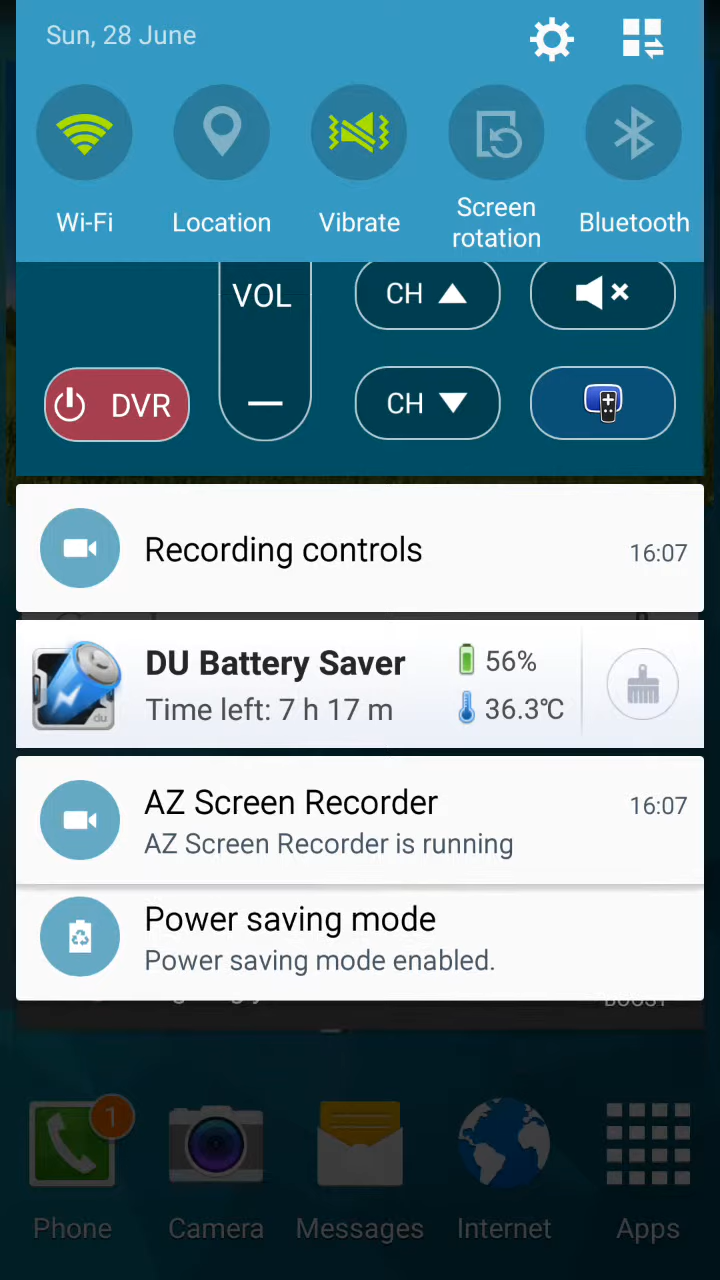 Sun, 28 June
Wi-Fi
Location
Vibrate
Screen rotation
Bluetooth
VOL
CH
DVR
CH
Recording controls
16:07
DU Battery Saver
56%
Time left: 7 h 17 m
36.3℃
du
AZ Screen Recorder
16:07
AZ Screen Recorder is running
Power saving mode
Power saving mode enabled.
BOOST
1
Phone
Camera
Messages
Internet
Apps